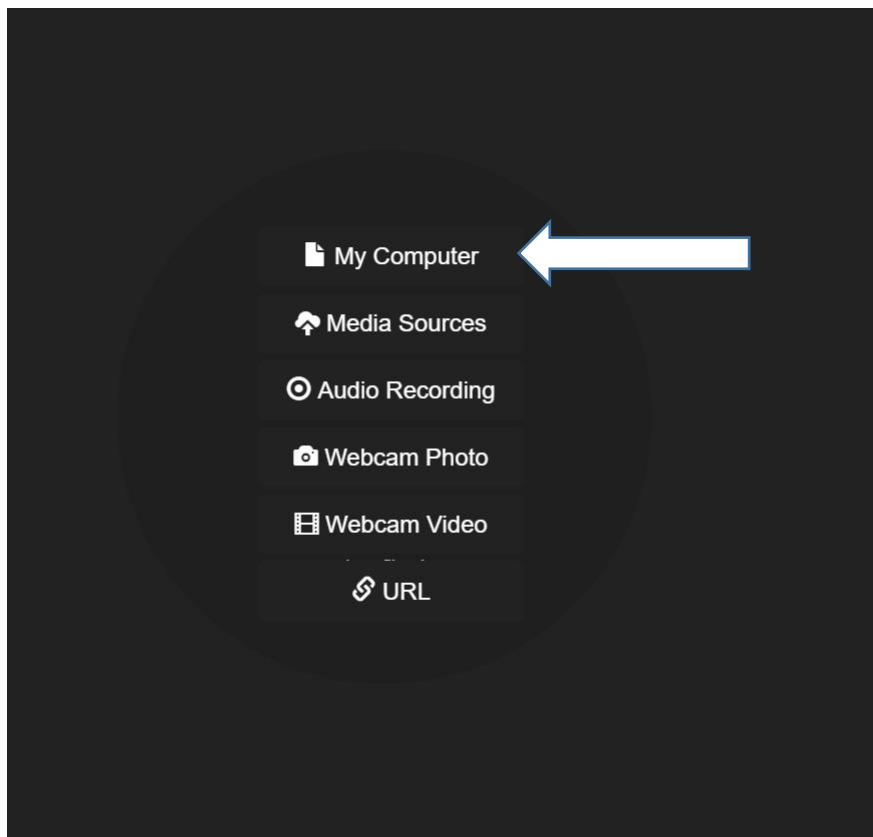 My Computer
Media Sources
Audio Recording
Webcam Photo
Webcam Video
URL